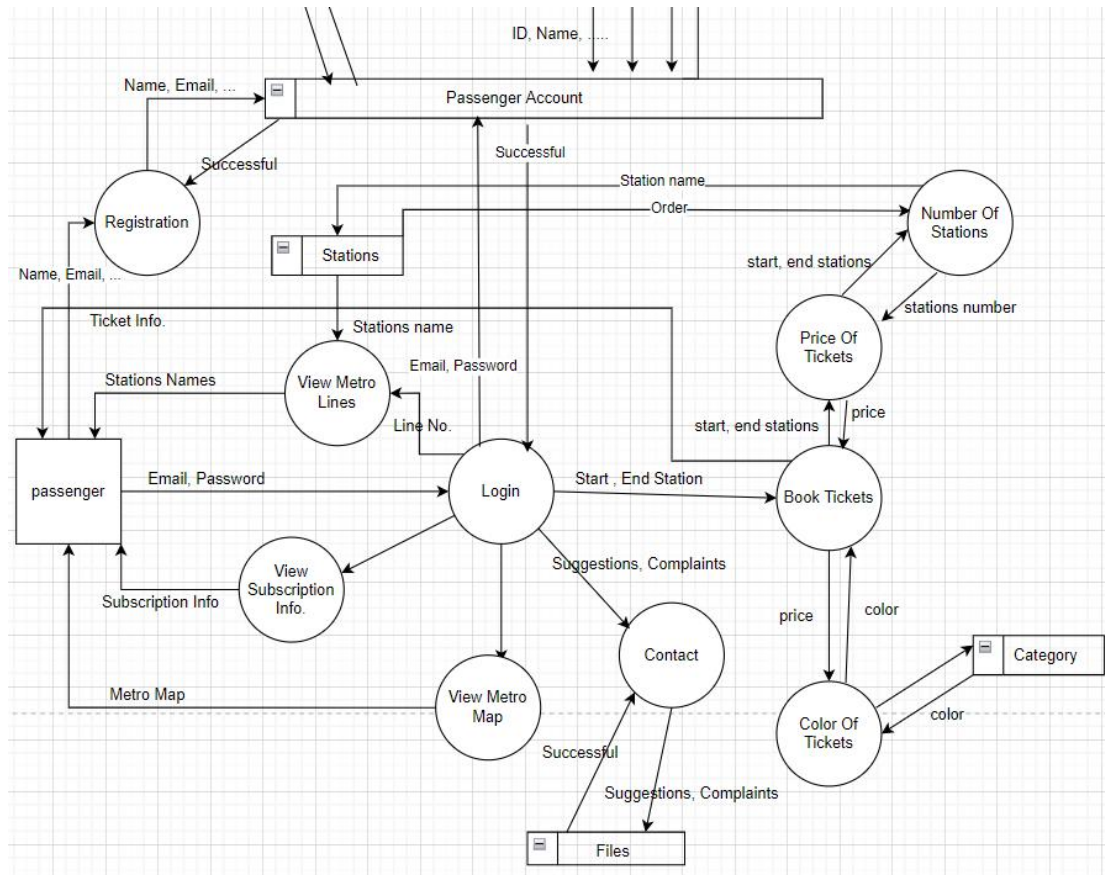 ID, Name, .....
Name, Email, ...
Passenger Account
Successful
Successful
Station name
Order
Registration
Number Of
Stations
Stations
start, end stations
Name, Email, ...
Ticket Info.
Stations name
stations number
Price Of
Tickets
Email, Password
Stations Names
View Metro
Lines
Line No.
price
start, end stations
passenger
Email, Password
Login
Start , End Station
Book Tickets
View
Subscription
Info.
Subscription Info
Suggestions, Complaints
price
color
Contact
Category
Metro Map
View Metro
Map
color
Color Of
Tickets
Successful
Suggestions, Complaints
Files